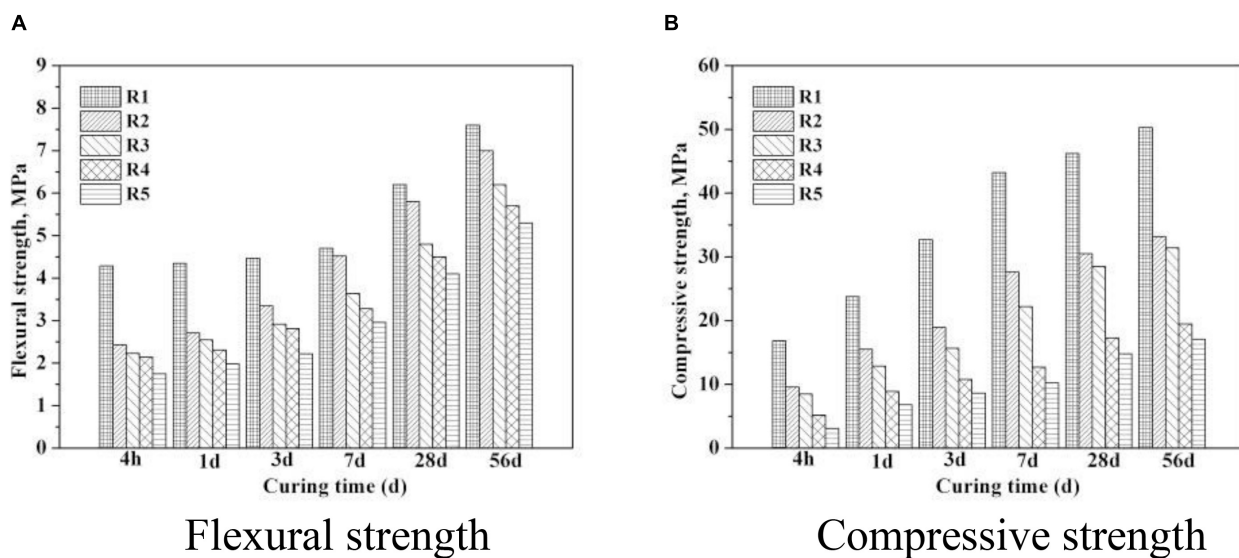 A
Flexural strength, MPa
9
8
7
6
5
4
3
2
1
0
R1
R2
R3
R4
R5
4h 1d 3d 7d 28d 56d
Curing time (d)
Flexural strength
B
Compressive strength, MPa
60
50
40
30
20
10
0
R1
R2
R3
R4
R5
4h 1d 3d 7d 28d 56d
Curing time (d)
Compressive strength